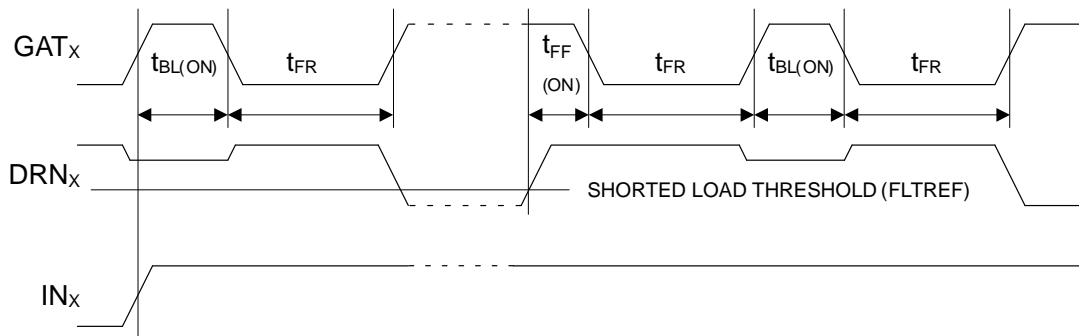 GATX
tBL(ON)
tFR
tFF
(ON)
tFR
tBL(ON)
tFR
DRNX
SHORTED LOAD THRESHOLD (FLTREF)
INX